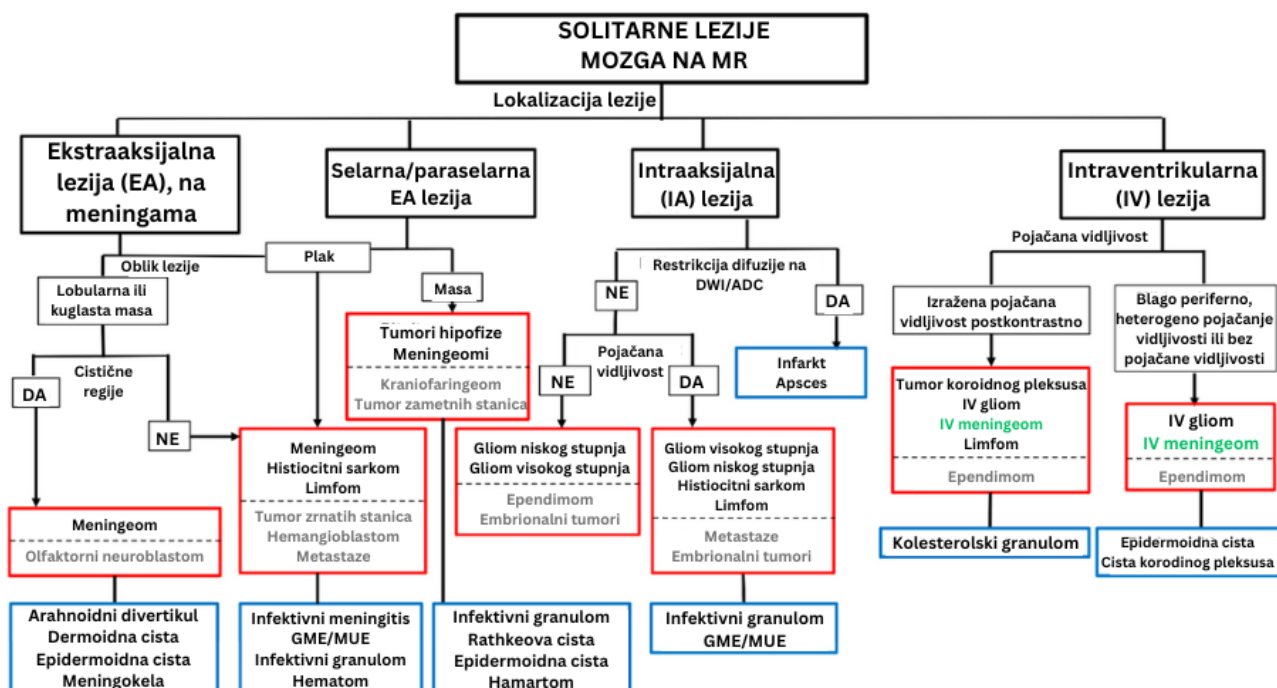 SOLITARNE LEZIJE
MOZGA NA MR
Lokalizacija lezije
Ekstraaksijalna
lezija (EA), na
meningama
Selarna/paraselarna
EA lezija
Intraaksijalna
(IA) lezija
Intraventrikularna
(IV) lezija
Oblik lezije
Plak
Lobularna ili
kuglasta masa
Cistične
regije
DA
NE
Masa
Tumori hipofize
Meningeomi
Kraniofaringeom
Tumor zametnih stanica
Restrikcija difuzije na
DWI/ADC
NE
DA
Pojačana
vidljivost
NE
DA
Infarkt
Apsces
Pojačana vidljivost
Izražena pojačana
vidljivost postkontrastno
Blago periferno,
heterogeno pojačanje
vidljivosti ili bez
pojačane vidljivosti
Meningeom
Olfaktorni neuroblastom
Meningeom
Histiocitni sarkom
Limfom
Tumor zrnatih stanica
Hemangioblastom
Metastaze
Gliom niskog stupnja
Gliom visokog stupnja
Ependimom
Embrionalni tumori
Gliom visokog stupnja
Gliom niskog stupnja
Histiocitni sarkom
Limfom
Metastaze
Embrionalni tumori
Tumor koroidnog pleksusa
IV gliom
IV meningeom
Limfom
Ependimom
IV gliom
IV meningeom
Ependimom
Arahnoidni divertikul
Dermoidna cista
Epidermoidna cista
Meningokela
Infektivni meningitis
GME/MUE
Infektivni granulom
Hematom
Infektivni granulom
Rathkeova cista
Epidermoidna cista
Hamartom
Infektivni granulom
GME/MUE
Kolesterolski granulom
Epidermoidna cista
Cista korodinog pleksusa